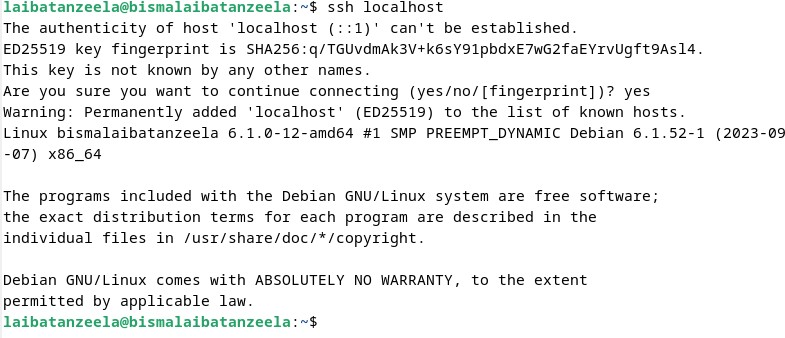 laibatanzeela@bismalaibatanzeela:~$ ssh localhost
The authenticity of host 'localhost (::1)' can't be established.
ED25519 key fingerprint is SHA256:q/TGUvdmAk3V+k6sY91pbdxE7wG2faEYrvUgft9Asl4.
This key is not known by any other names.
Are you sure you want to continue connecting (yes/no/[fingerprint])? yes
Warning: Permanently added 'localhost' (ED25519) to the list of known hosts.
Linux bismalaibatanzeela 6.1.0-12-amd64 #1 SMP PREEMPT_DYNAMIC Debian 6.1.52-1 (2023-09
-07) x86_64
The programs included with the Debian GNU/Linux system are free software;
the exact distribution terms for each program are described in the
individual files in /usr/share/doc/*/copyright.
Debian GNU/Linux comes with ABSOLUTELY NO WARRANTY, to the extent
permitted by applicable law.
laibatanzeela@bismalaibatanzeela:~$